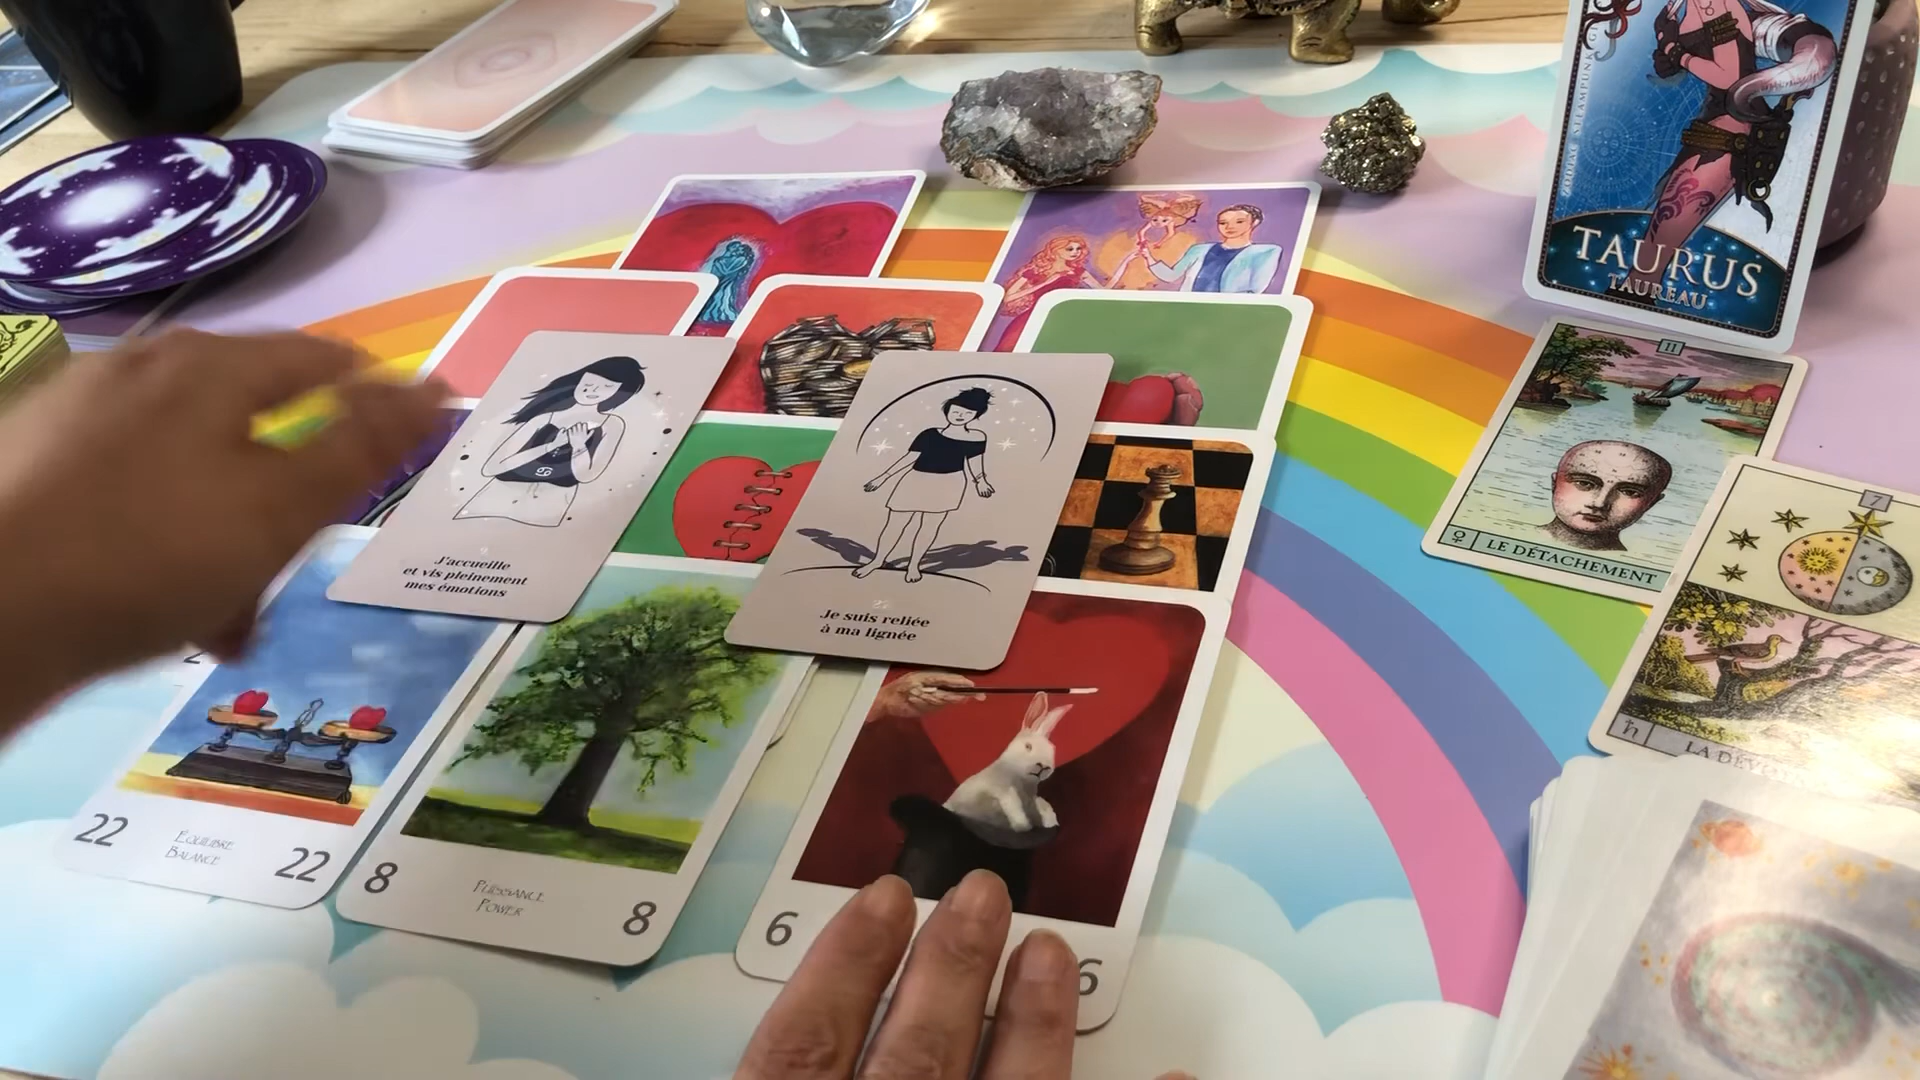 TAURUS
TAUREAU
11
LE DÉTACHEMENT
7
J'accueille
et vis pleinement
mes émotions
Je suis reliée
à ma lignée
22
ÉQUILIBRE
BALANCE
22
8
PUISSANCE
POWER
8
6
6